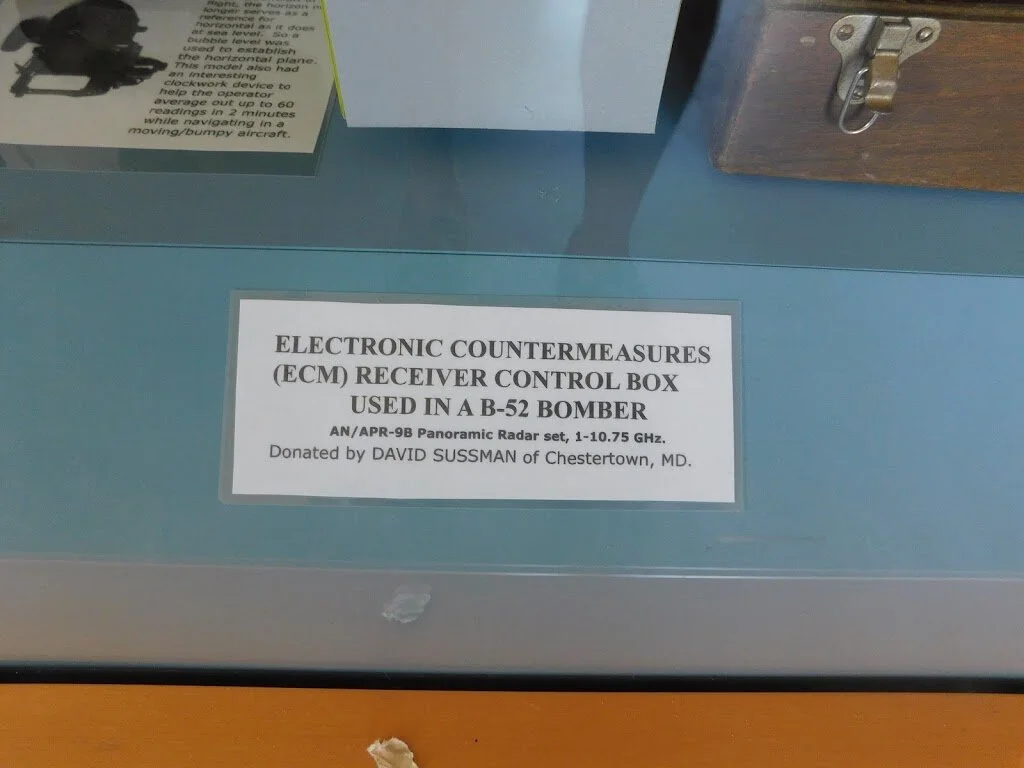 flight, the horizon no
longer serves as a
reference for
horizontal as it does
at sea level. So a
bubble level was
used to establish
the horizontal plane.
This model also had
an interesting
clockwork device to
help the operator
average out up to 60
readings in 2 minutes
while navigating in a
moving/bumpy aircraft.
ELECTRONIC COUNTERMEASURES
(ECM) RECEIVER CONTROL BOX
USED IN A B-52 BOMBER
AN/APR-9B Panoramic Radar set, 1-10.75 GHz.
Donated by DAVID SUSSMAN of Chestertown, MD.